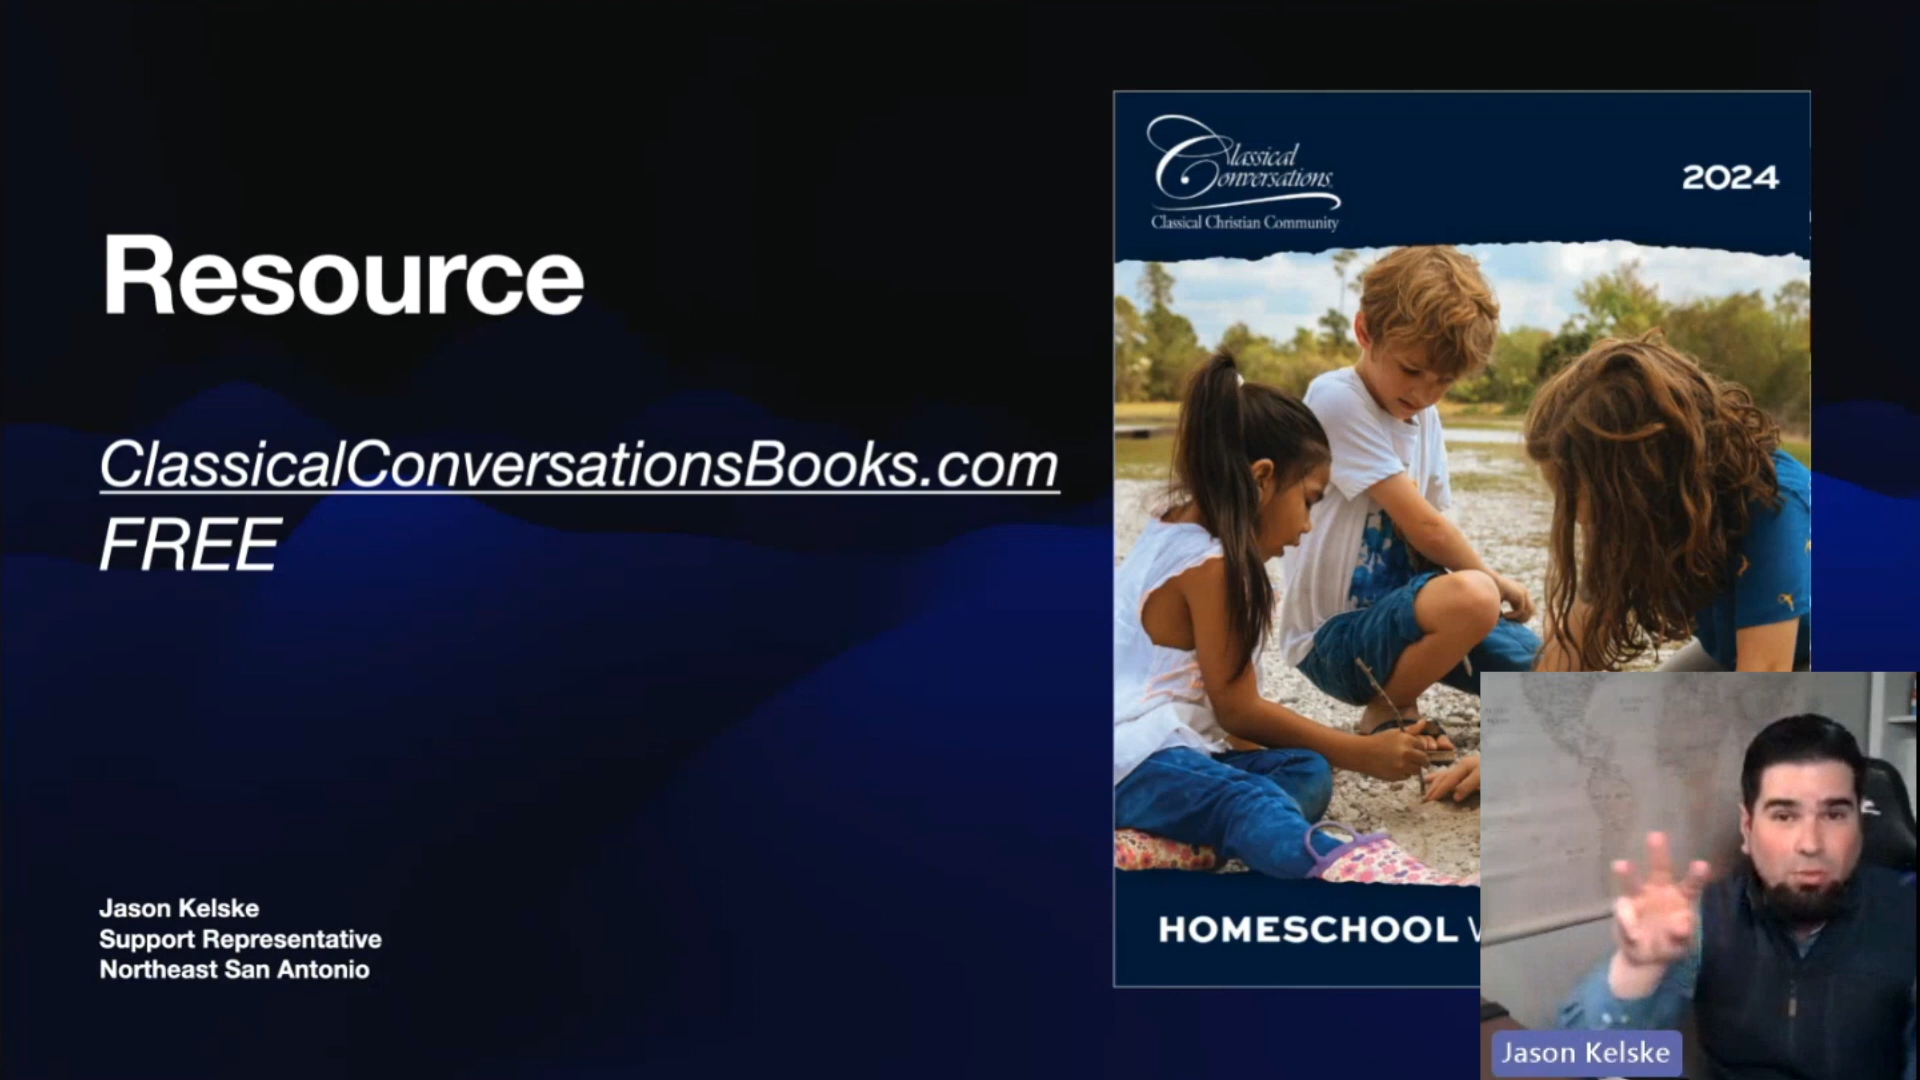 Resource
ClassicalConversationsBooks.com
FREE
Jason Kelske
Support Representative
Northeast San Antonio
Classical
Conversations
Classical Christian Community
2024
HOMESCHOOL
Jason Kelske